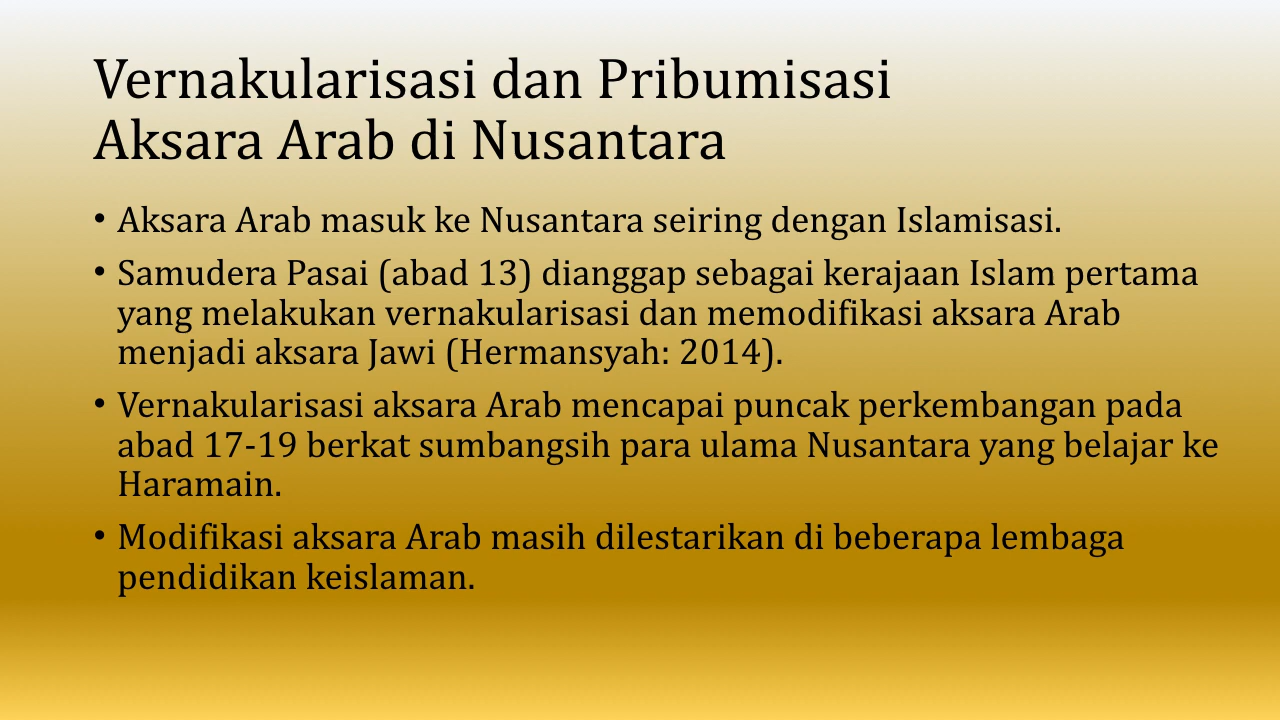 Vernakularisasi dan Pribumisasi
Aksara Arab di Nusantara
• Aksara Arab masuk ke Nusantara seiring dengan Islamisasi.
• Samudera Pasai (abad 13) dianggap sebagai kerajaan Islam pertama
yang melakukan vernakularisasi dan memodifikasi aksara Arab
menjadi aksara Jawi (Hermansyah: 2014).
• Vernakularisasi aksara Arab mencapai puncak perkembangan pada
abad 17-19 berkat sumbangsih para ulama Nusantara yang belajar ke
Haramain.
• Modifikasi aksara Arab masih dilestarikan di beberapa lembaga
pendidikan keislaman.